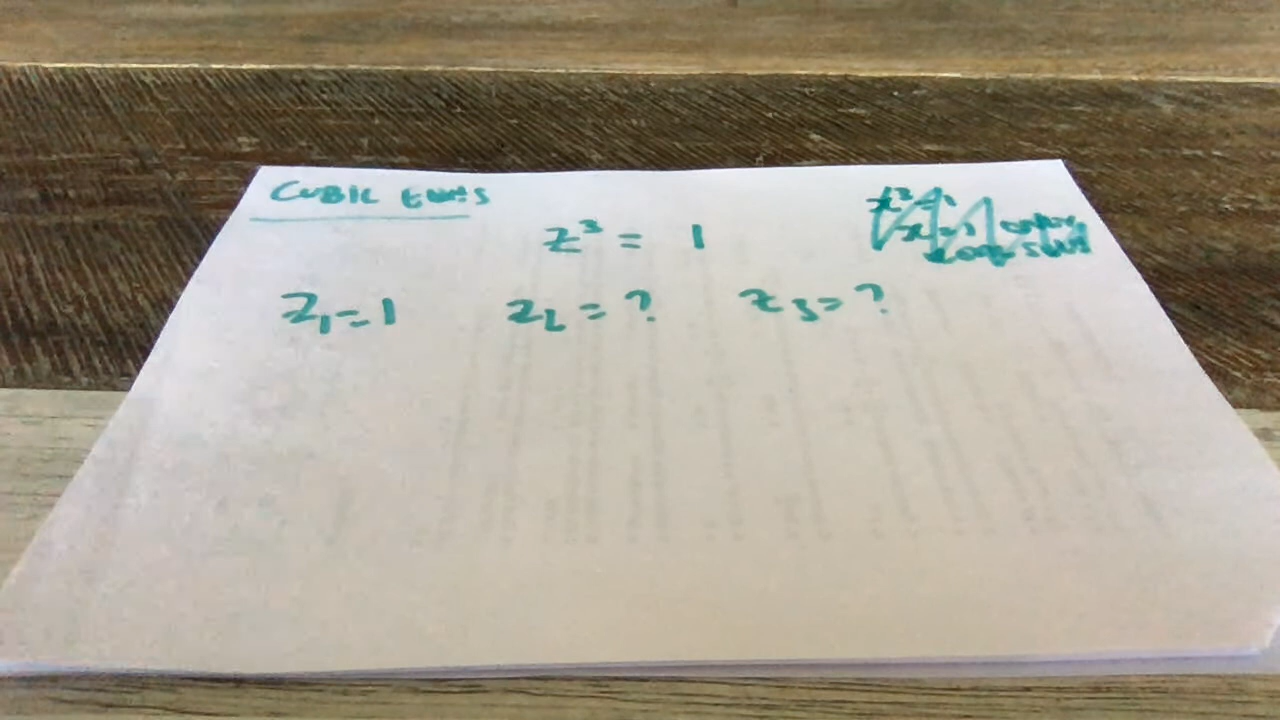 CUBIC EQNS
z³ = 1
z₁ = 1 z₂ = ? z₃ = ?